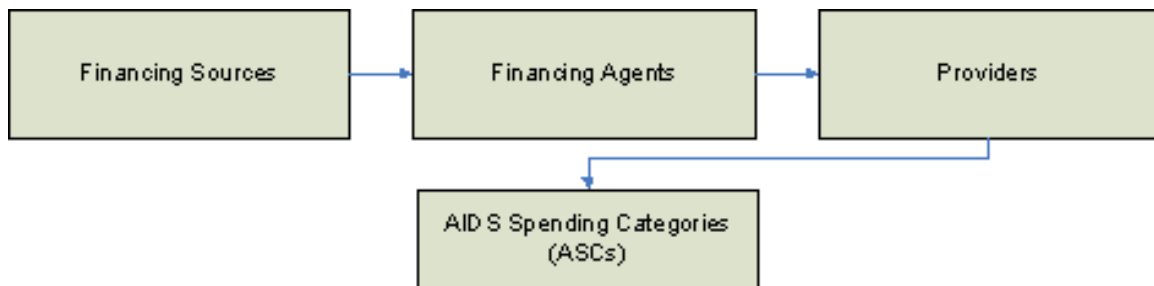 Financing Sources
Financing Agents
Providers
AIDS Spending Categories
(ASCs)